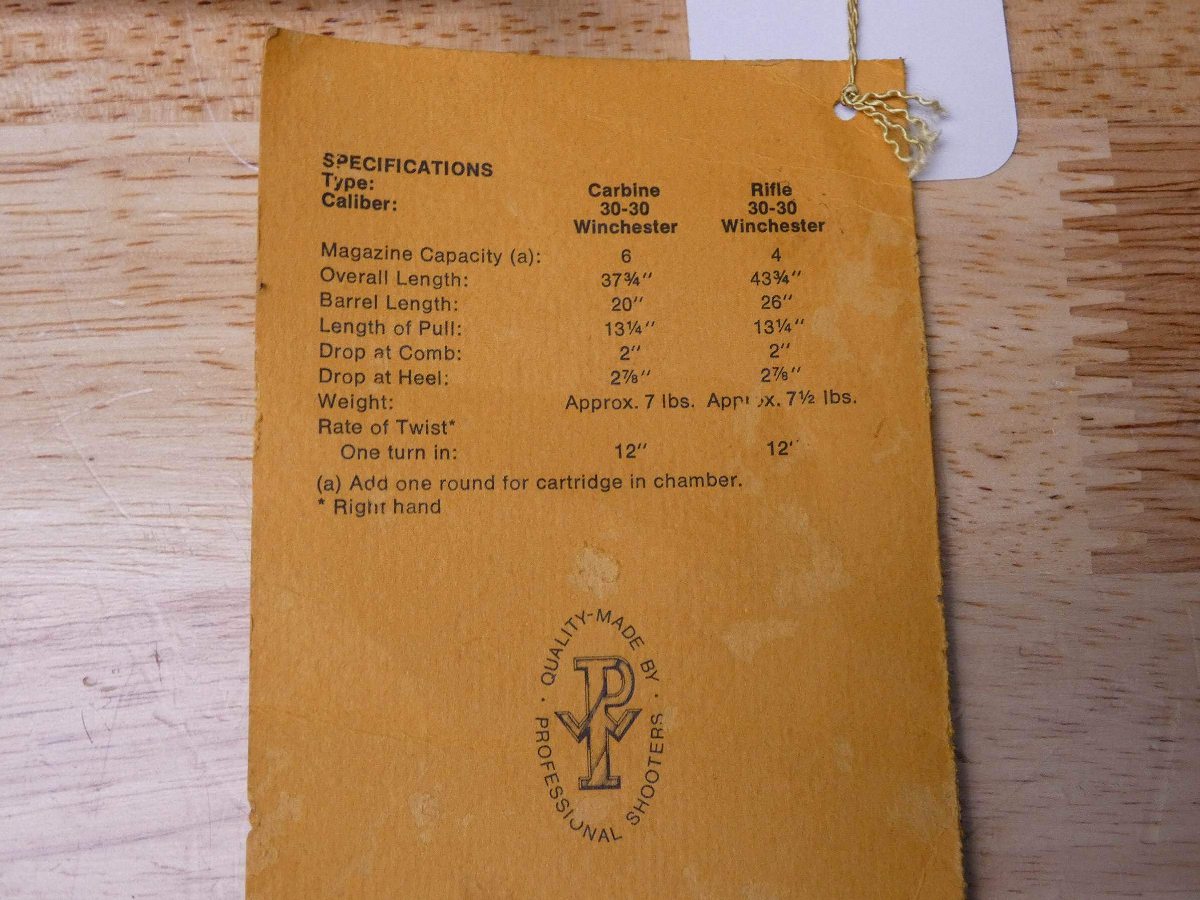 SPECIFICATIONS
Type: Carbine Rifle
Caliber: 30-30 30-30
Winchester Winchester
Magazine Capacity (a): 6 4
Overall Length: 37¾" 43¾"
Barrel Length: 20" 26"
Length of Pull: 13¼" 13¼"
Drop at Comb: 2" 2"
Drop at Heel: 2⅞" 2⅞"
Weight: Approx. 7 lbs. Approx. 7½ lbs.
Rate of Twist*
One turn in: 12" 12"
(a) Add one round for cartridge in chamber.
* Right hand
· QUALITY-MADE BY ·
PROFESSIONAL SHOOTERS